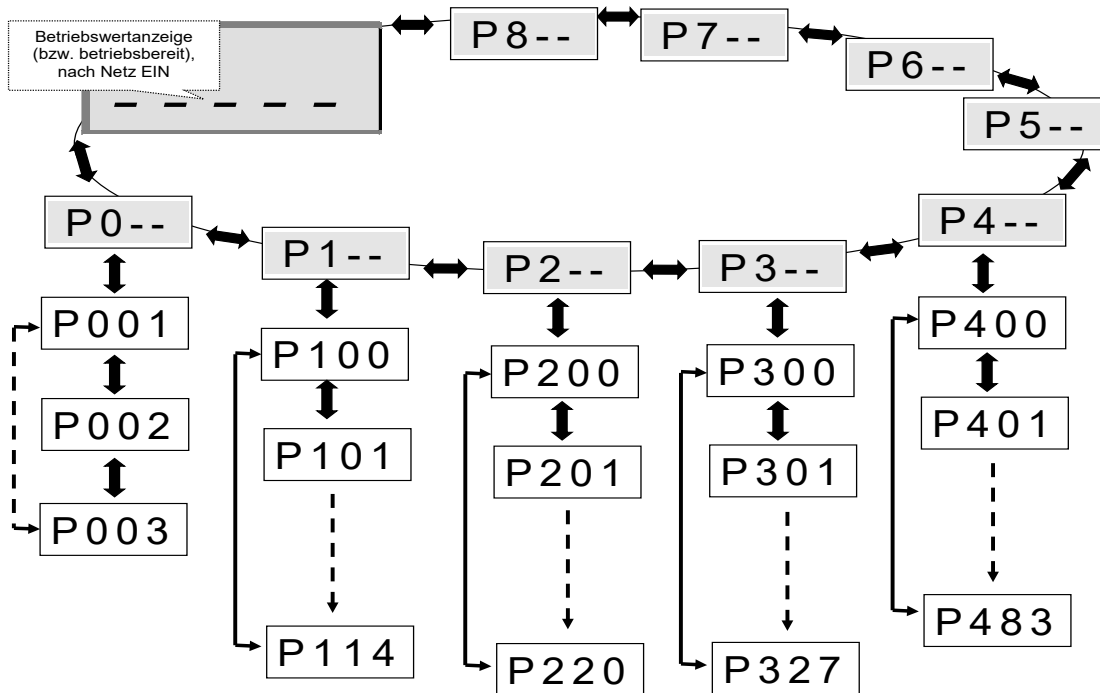 Betriebswertanzeige
(bzw. betriebsbereit),
nach Netz EIN
– – – – –
P8--
P7--
P6--
P5--
P0--
P1--
P2--
P3--
P4--
P001
P002
P003
P100
P101
P114
P200
P201
P220
P300
P301
P327
P400
P401
P483